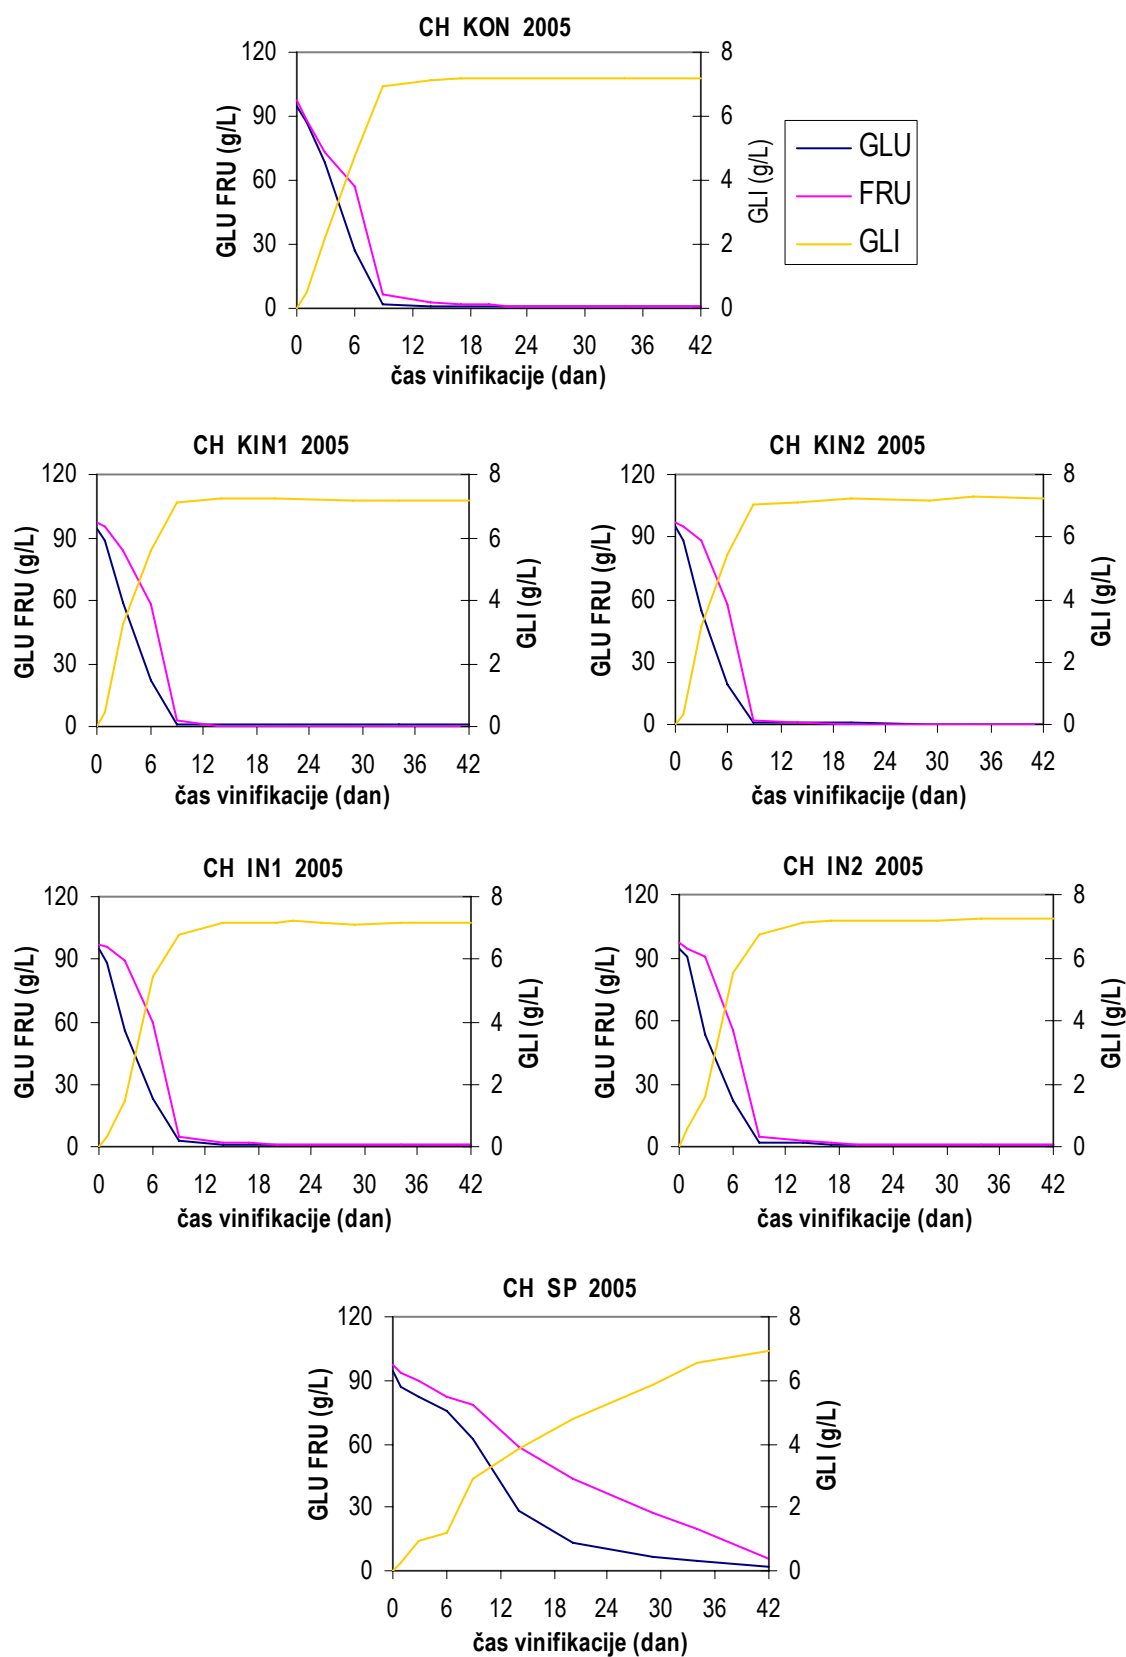 CH KON 2005
120
90
60
30
0
GLU FRU (g/L)
8
6
4
2
0
GLI (g/L)
0 6 12 18 24 30 36 42
čas vinifikacije (dan)
GLU
FRU
GLI
CH KIN1 2005
120
90
60
30
0
GLU FRU (g/L)
8
6
4
2
0
GLI (g/L)
0 6 12 18 24 30 36 42
čas vinifikacije (dan)
CH KIN2 2005
120
90
60
30
0
GLU FRU (g/L)
8
6
4
2
0
GLI (g/L)
0 6 12 18 24 30 36 42
čas vinifikacije (dan)
CH IN1 2005
120
90
60
30
0
GLU FRU (g/L)
8
6
4
2
0
GLI (g/L)
0 6 12 18 24 30 36 42
čas vinifikacije (dan)
CH IN2 2005
120
90
60
30
0
GLU FRU (g/L)
8
6
4
2
0
GLI (g/L)
0 6 12 18 24 30 36 42
čas vinifikacije (dan)
CH SP 2005
120
90
60
30
0
GLU FRU (g/L)
8
6
4
2
0
GLI (g/L)
0 6 12 18 24 30 36 42
čas vinifikacije (dan)